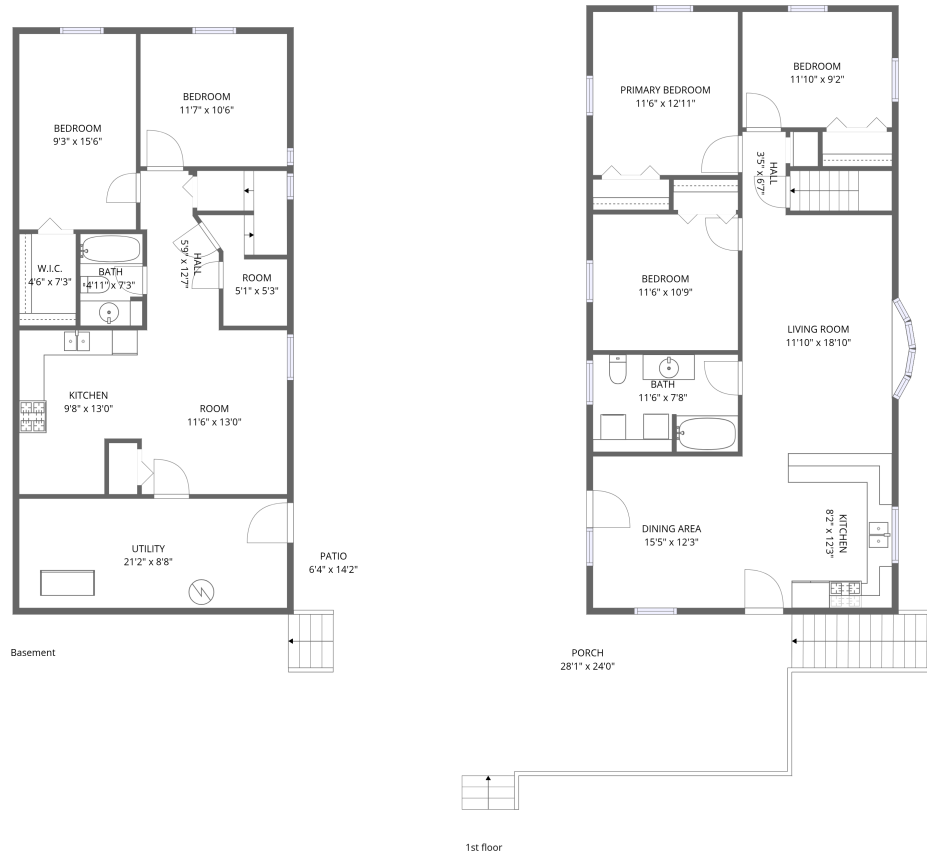 BEDROOM
9'3" x 15'6"
BEDROOM
11'7" x 10'6"
W.I.C.
4'6" x 7'3"
BATH
4'11" x 7'3"
HALL
5'9" x 12'7"
ROOM
5'1" x 5'3"
KITCHEN
9'8" x 13'0"
ROOM
11'6" x 13'0"
UTILITY
21'2" x 8'8"
PATIO
6'4" x 14'2"
Basement
PRIMARY BEDROOM
11'6" x 12'11"
BEDROOM
11'10" x 9'2"
HALL
3'5" x 6'7"
BEDROOM
11'6" x 10'9"
LIVING ROOM
11'10" x 18'10"
BATH
11'6" x 7'8"
DINING AREA
15'5" x 12'3"
KITCHEN
8'2" x 12'3"
PORCH
28'1" x 24'0"
1st floor